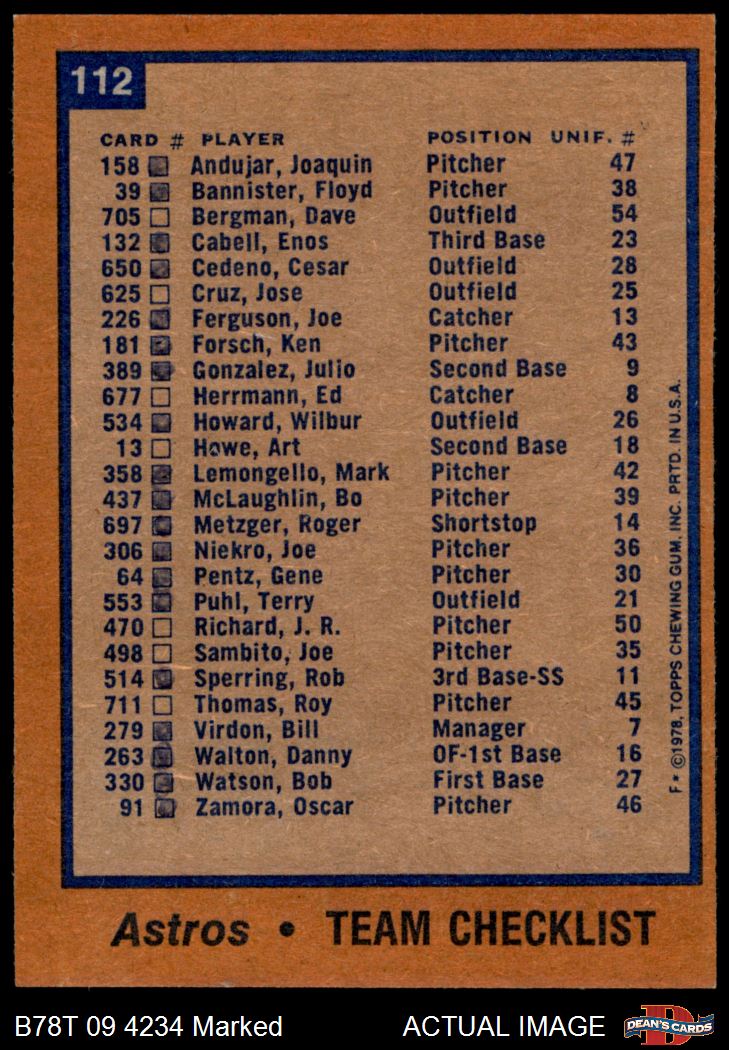 112
CARD # PLAYER POSITION UNIF. #
158 Andujar, Joaquin Pitcher 47
39 Bannister, Floyd Pitcher 38
705 Bergman, Dave Outfield 54
132 Cabell, Enos Third Base 23
650 Cedeno, Cesar Outfield 28
625 Cruz, Jose Outfield 25
226 Ferguson, Joe Catcher 13
181 Forsch, Ken Pitcher 43
389 Gonzalez, Julio Second Base 9
677 Herrmann, Ed Catcher 8
534 Howard, Wilbur Outfield 26
13 Howe, Art Second Base 18
358 Lemongello, Mark Pitcher 42
437 McLaughlin, Bo Pitcher 39
697 Metzger, Roger Shortstop 14
306 Niekro, Joe Pitcher 36
64 Pentz, Gene Pitcher 30
553 Puhl, Terry Outfield 21
470 Richard, J. R. Pitcher 50
498 Sambito, Joe Pitcher 35
514 Sperring, Rob 3rd Base-SS 11
711 Thomas, Roy Pitcher 45
279 Virdon, Bill Manager 7
263 Walton, Danny OF-1st Base 16
330 Watson, Bob First Base 27
91 Zamora, Oscar Pitcher 46
F* ©1978, TOPPS CHEWING GUM, INC. PRTD. IN U.S.A.
Astros • TEAM CHECKLIST
B78T 09 4234 Marked ACTUAL IMAGE
D
DEAN'S CARDS